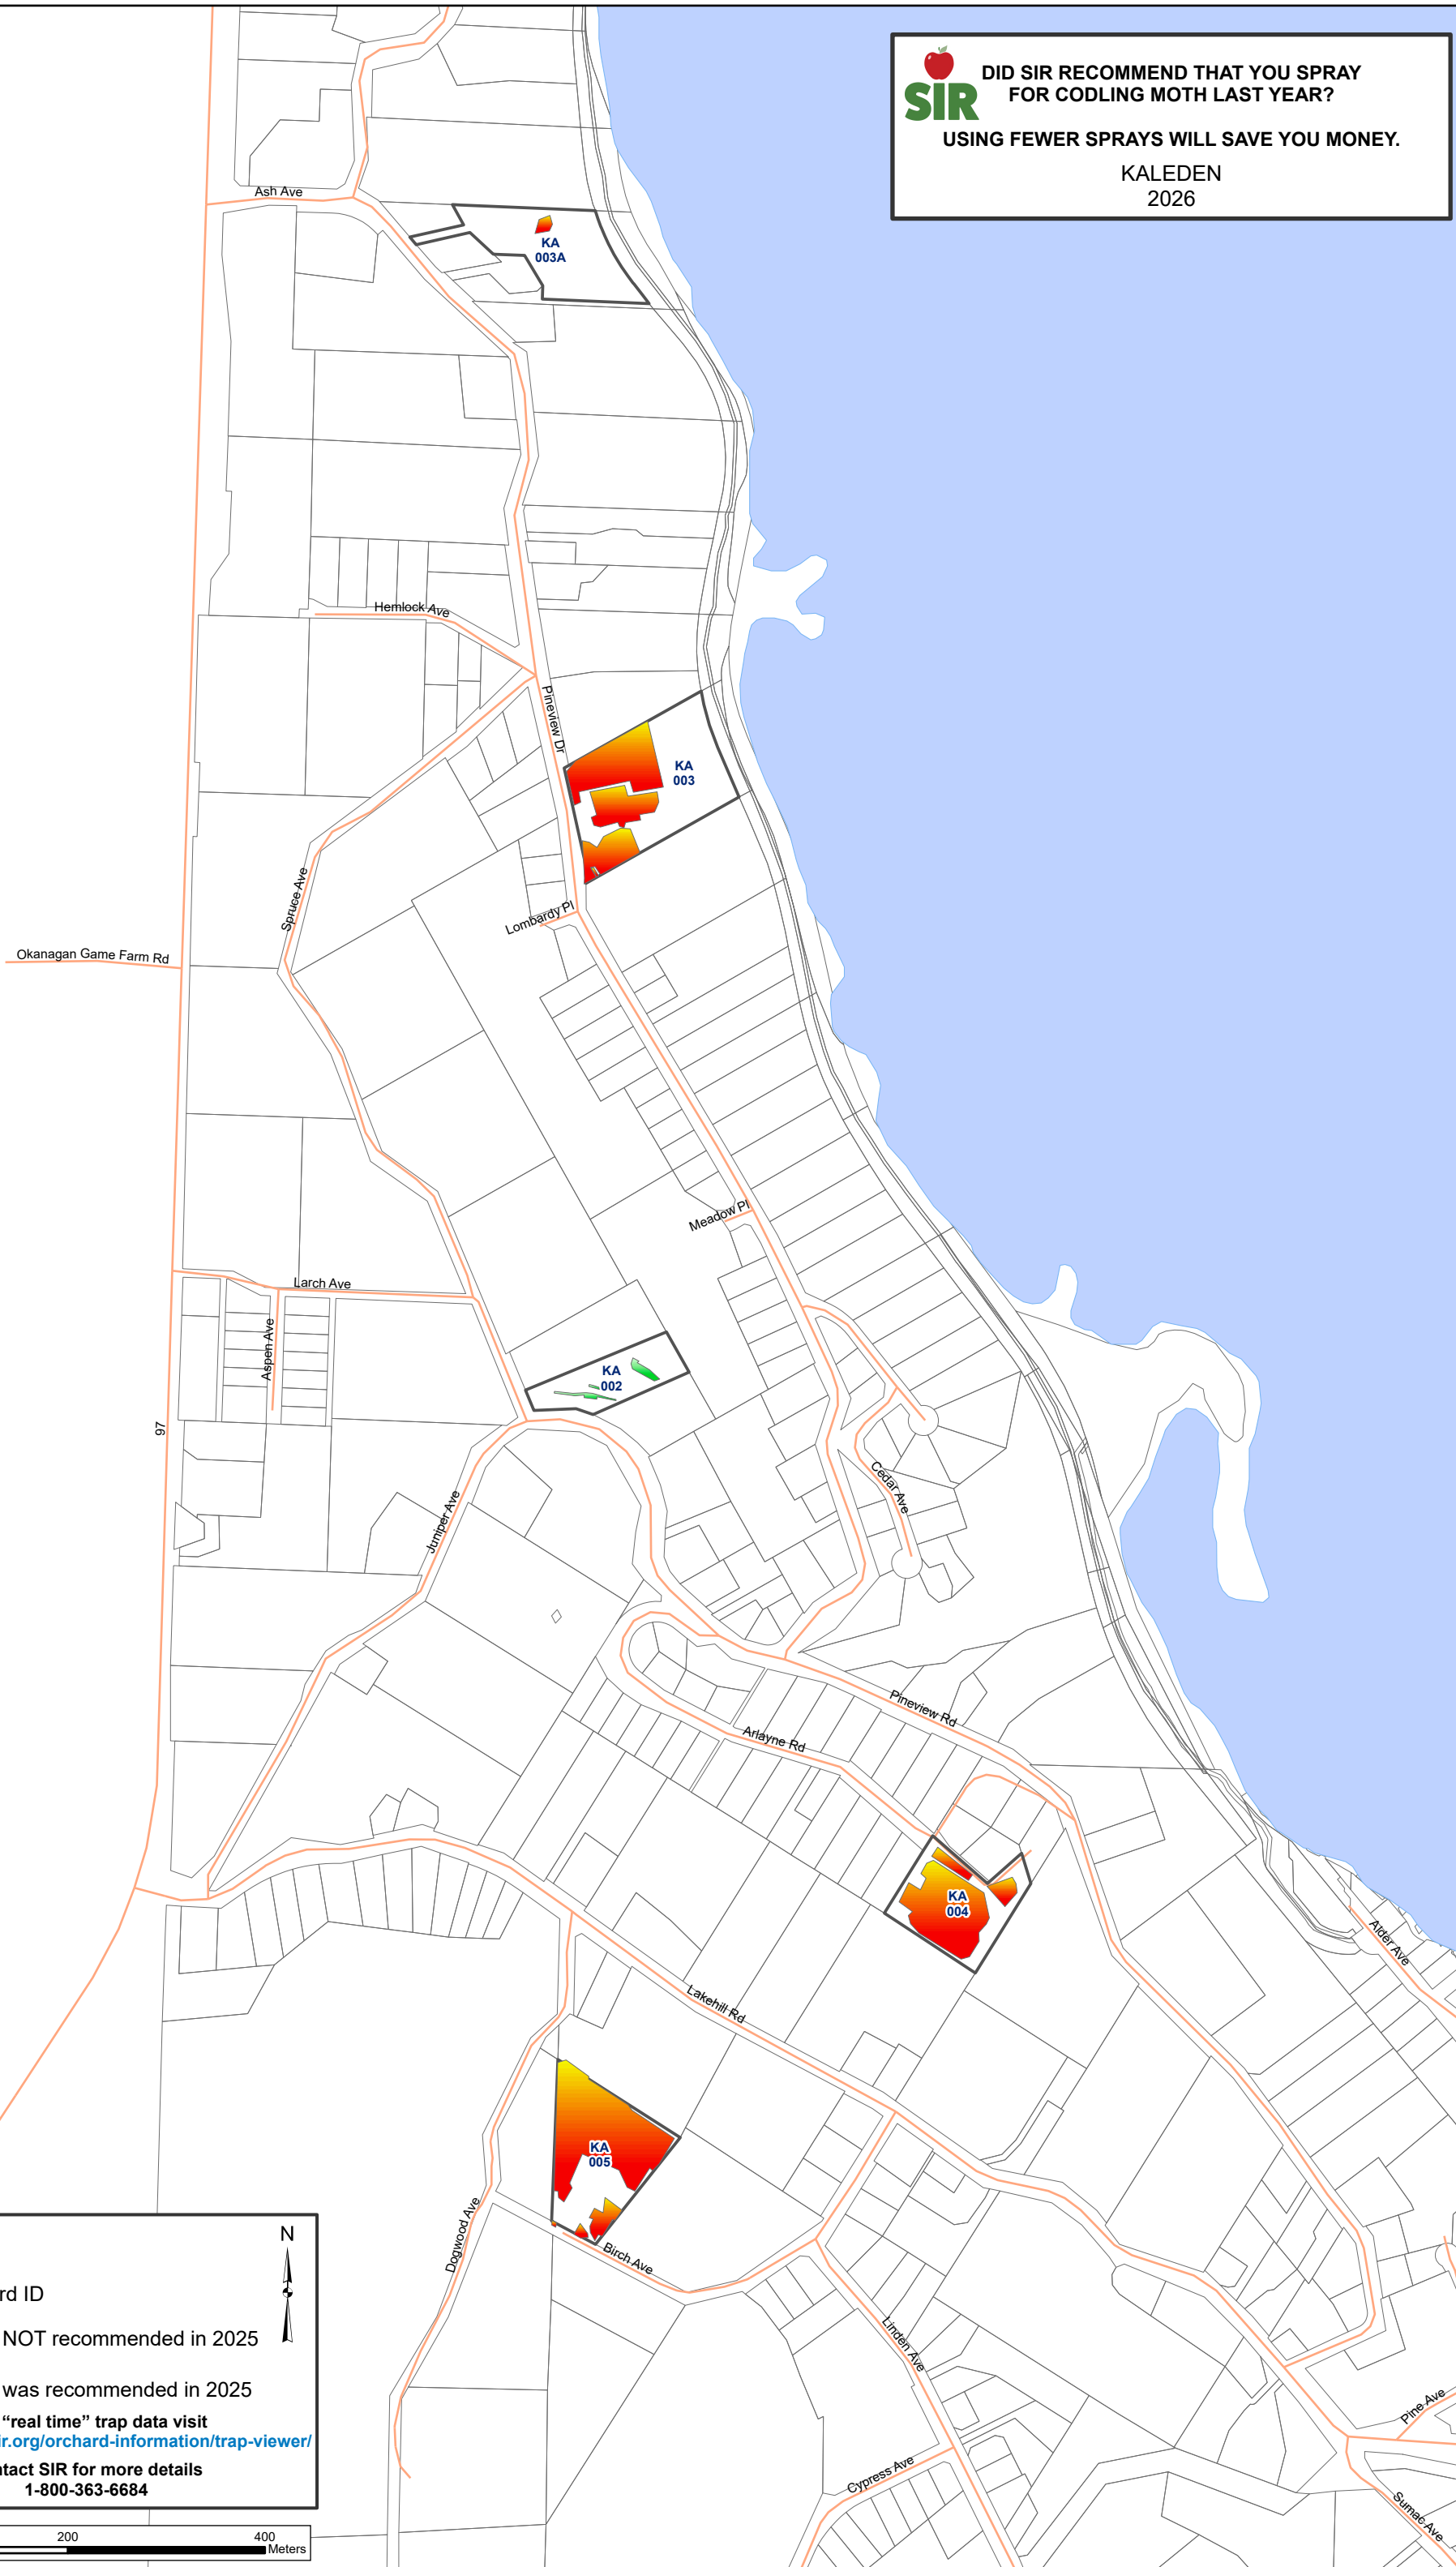 SIR
DID SIR RECOMMEND THAT YOU SPRAY
FOR CODLING MOTH LAST YEAR?
USING FEWER SPRAYS WILL SAVE YOU MONEY.
KALEDEN
2026
Ash Ave
KA
003A
Hemlock Ave
Pineview Dr
KA
003
Spruce Ave
Lombardy Pl
Okanagan Game Farm Rd
Meadow Pl
Larch Ave
Aspen Ave
KA
002
97
Cedar Ave
Juniper Ave
Pineview Rd
Arlayne Rd
KA
004
Alder Ave
Lakehill Rd
KA
005
Dogwood Ave
Birch Ave
Linden Ave
Pine Ave
Cypress Ave
Sumac Ave
N
rd ID
NOT recommended in 2025
was recommended in 2025
“real time” trap data visit
ir.org/orchard-information/trap-viewer/
ntact SIR for more details
1-800-363-6684
200 400
Meters